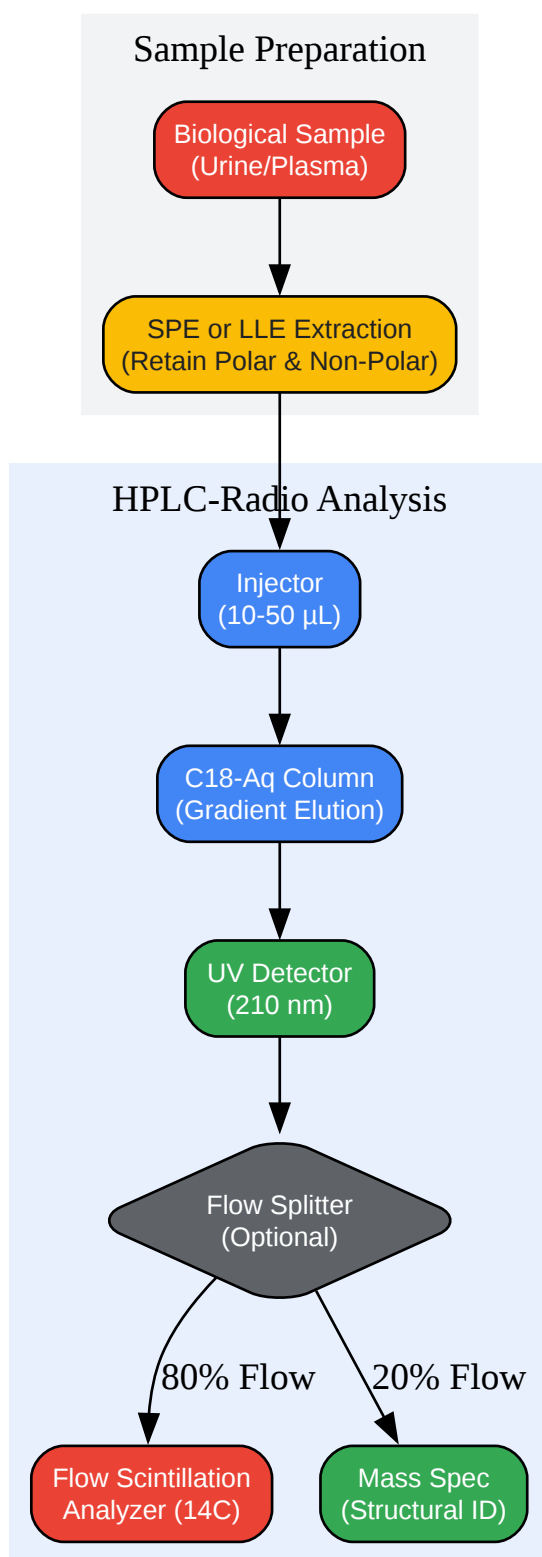 Sample Preparation
Biological Sample
(Urine/Plasma)
SPE or LLE Extraction
(Retain Polar & Non-Polar)
HPLC-Radio Analysis
Injector
(10-50 µL)
C18-Aq Column
(Gradient Elution)
UV Detector
(210 nm)
Flow Splitter
(Optional)
80% Flow
20% Flow
Flow Scintillation
Analyzer (14C)
Mass Spec
(Structural ID)